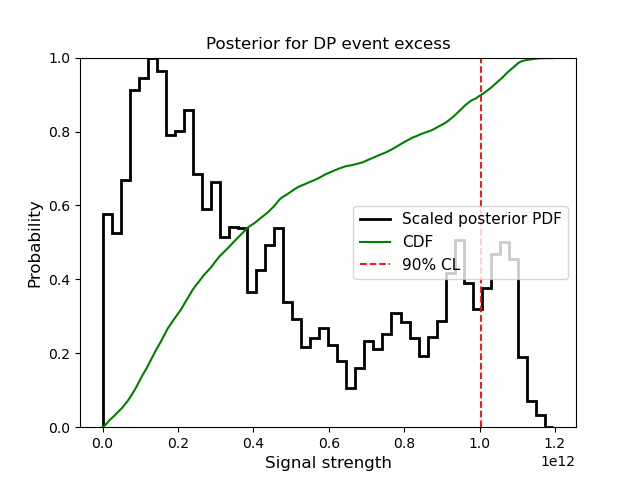 Posterior for DP event excess
1.0
0.8
0.6
0.4
0.2
0.0
Probability
Scaled posterior PDF
CDF
90% CL
0.0 0.2 0.4 0.6 0.8 1.0 1.2
1e12
Signal strength